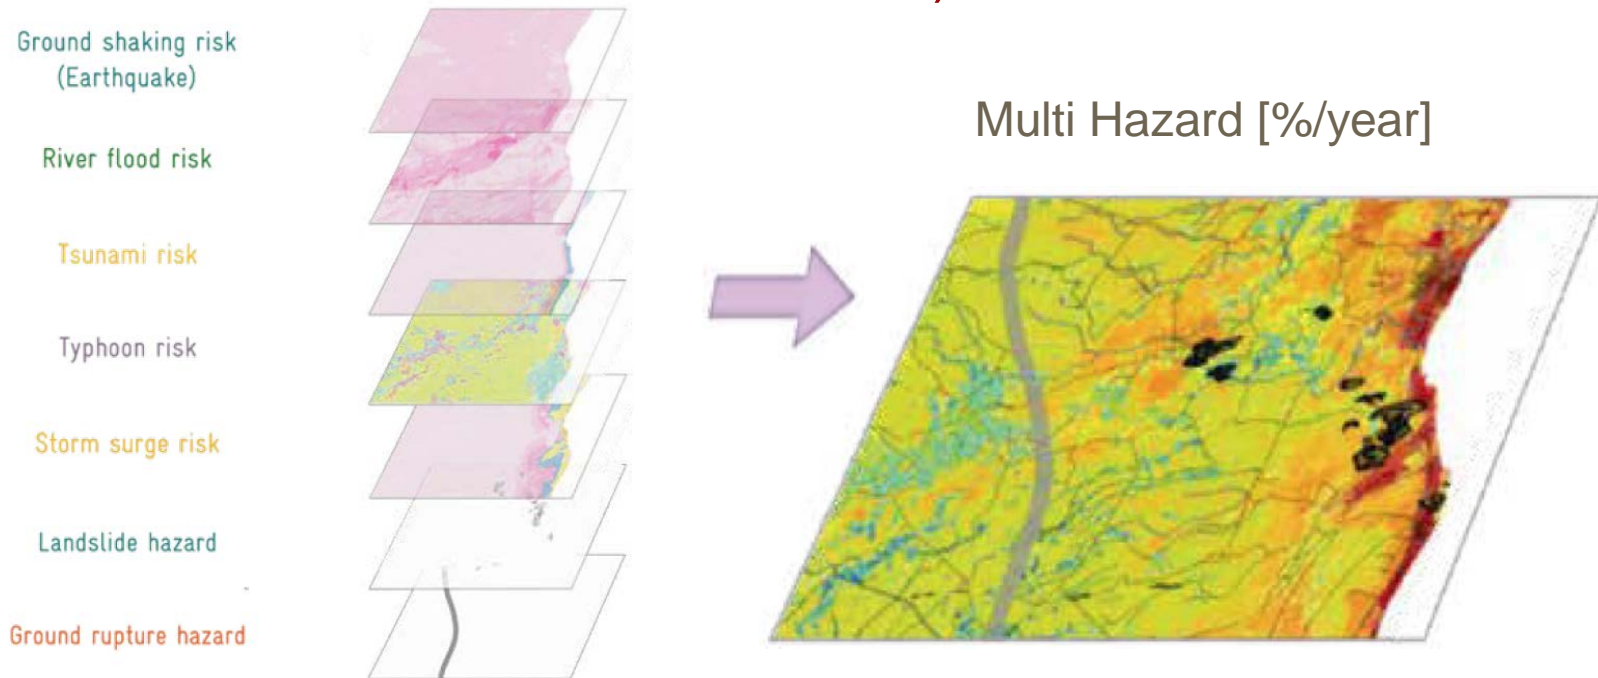 Ground shaking risk
(Earthquake)
River flood risk
Tsunami risk
Typhoon risk
Storm surge risk
Landslide hazard
Ground rupture hazard
Multi Hazard [%/year]